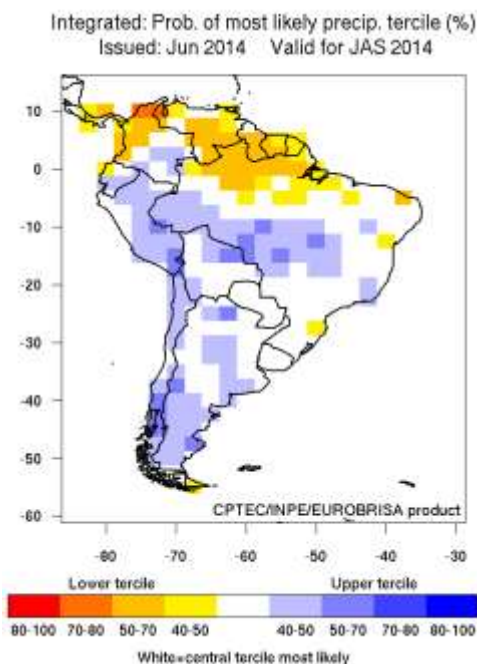 Integrated: Prob. of most likely precip. tercile (%)
Issued: Jun 2014 Valid for JAS 2014
10
0
-10
-20
-30
-40
-50
-60
CPTEC/INPE/EUROBRISA product
-80 -70 -60 -50 -40 -30
Lower tercile Upper tercile
80-100 70-80 50-70 40-50 40-50 50-70 70-80 80-100
White=central tercile most likely